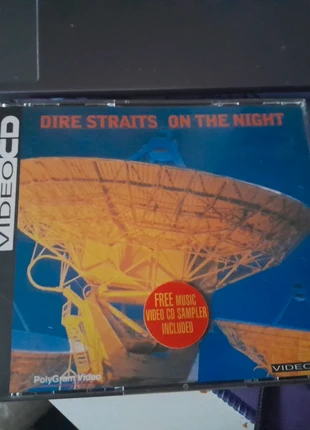 VIDEO CD
DIRE STRAITS ON THE NIGHT
FREE MUSIC
VIDEO CD SAMPLER
INCLUDED
PolyGram Video
VIDEO